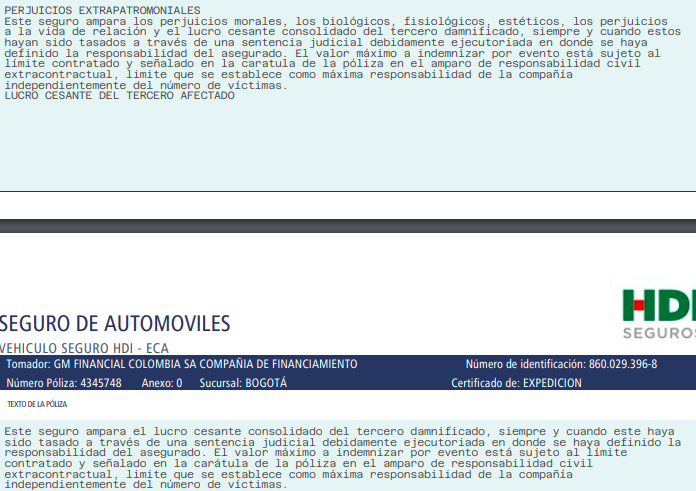 PERJUICIOS EXTRAPATROMONIALES
Este seguro ampara los perjuicios morales, los biológicos, fisiológicos, estéticos, los perjuicios
a la vida de relación y el lucro cesante consolidado del tercero damnificado, siempre y cuando estos
hayan sido tasados a través de una sentencia judicial debidamente ejecutoriada en donde se haya
definido la responsabilidad del asegurado. El valor máximo a indemnizar por evento está sujeto al
límite contratado y señalado en la caratula de la póliza en el amparo de responsabilidad civil
extracontractual, limite que se establece como máxima responsabilidad de la compañía
independientemente del número de víctimas.
LUCRO CESANTE DEL TERCERO AFECTADO
HDI
SEGUROS
SEGURO DE AUTOMOVILES
VEHICULO SEGURO HDI - ECA
Tomador: GM FINANCIAL COLOMBIA SA COMPAÑIA DE FINANCIAMIENTO Número de identificación: 860.029.396-8
Número Póliza: 4345748 Anexo: 0 Sucursal: BOGOTÁ Certificado de: EXPEDICION
TEXTO DE LA PÓLIZA
Este seguro ampara el lucro cesante consolidado del tercero damnificado, siempre y cuando este haya
sido tasado a través de una sentencia judicial debidamente ejecutoriada en donde se haya definido la
responsabilidad del asegurado. El valor máximo a indemnizar por evento está sujeto al límite
contratado y señalado en la carátula de la póliza en el amparo de responsabilidad civil
extracontractual, limite que se establece como máxima responsabilidad de la compañía
independientemente del número de víctimas.